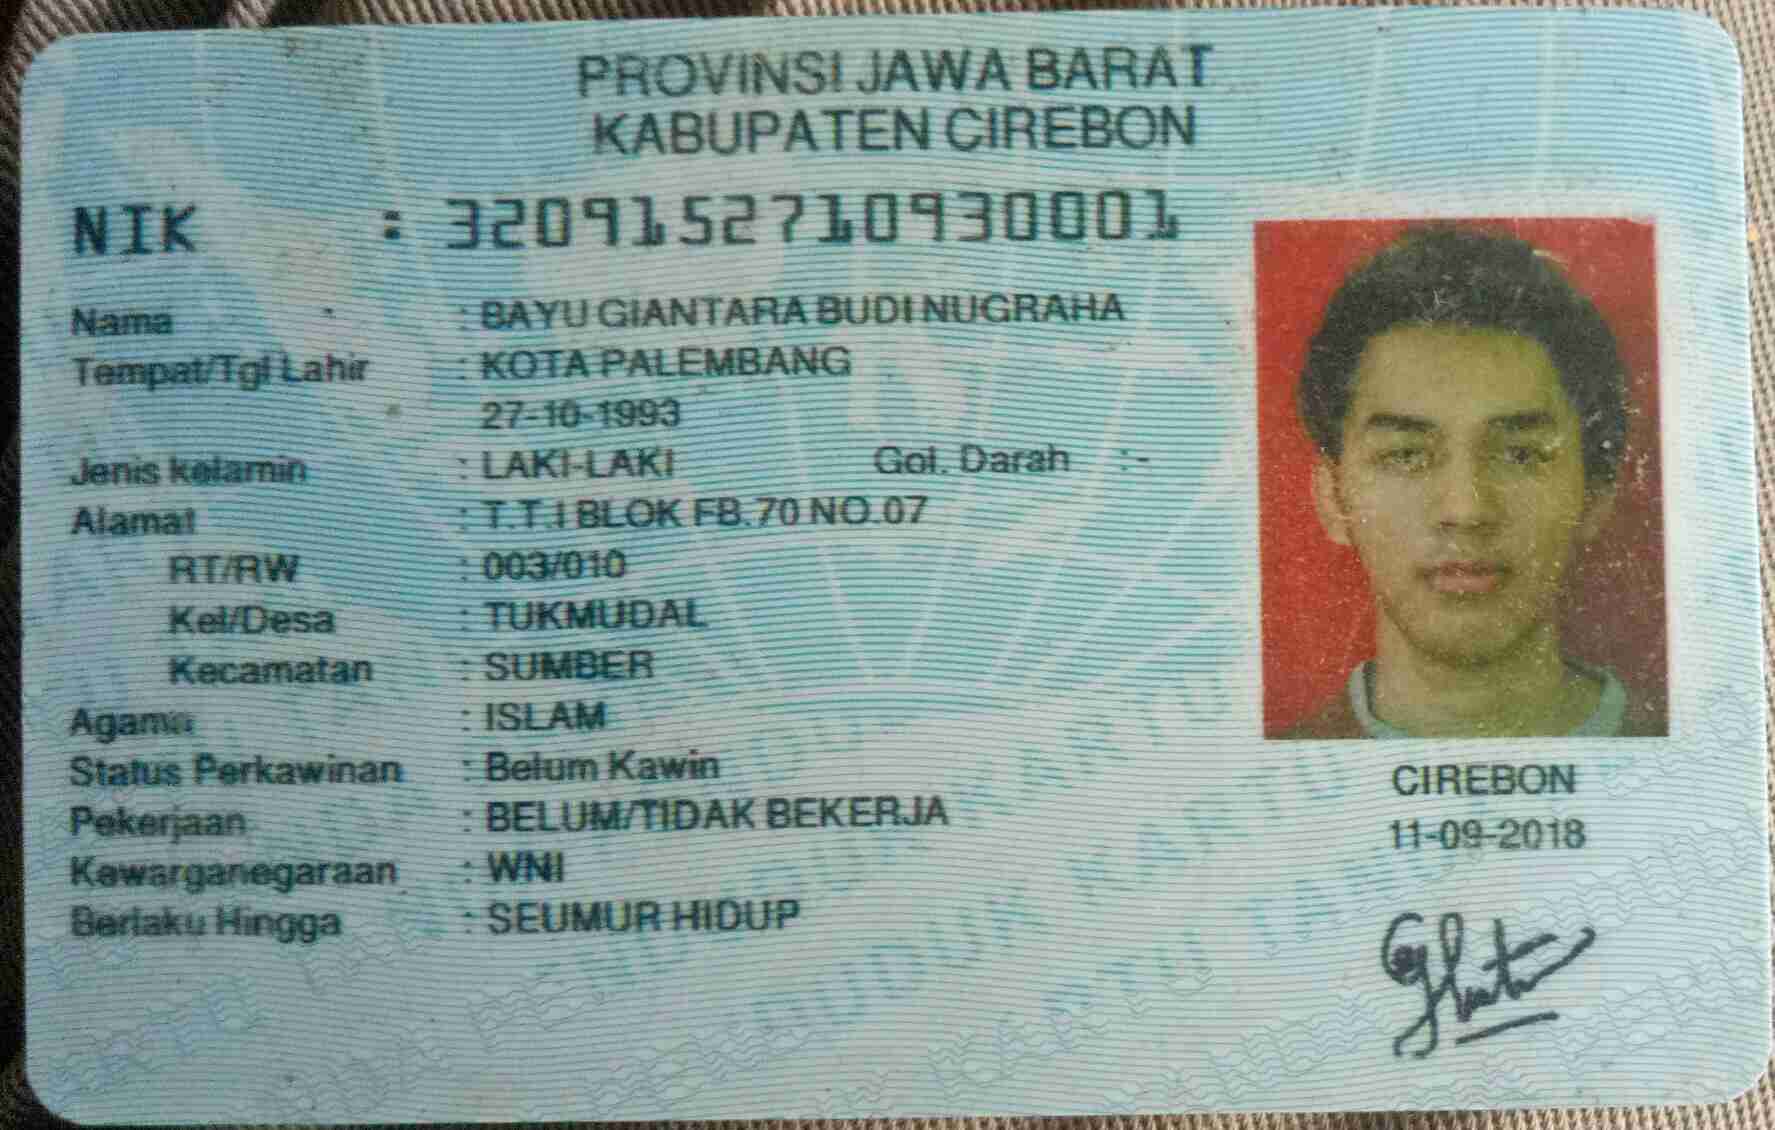 PROVINSI JAWA BARAT
KABUPATEN CIREBON
NIK : 3209152710930001
Nama : BAYU GIANTARA BUDI NUGRAHA
Tempat/Tgl Lahir : KOTA PALEMBANG
27-10-1993
Jenis kelamin : LAKI-LAKI Gol. Darah :-
Alamat : T.T.I BLOK FB.70 NO.07
RT/RW : 003/010
Kel/Desa : TUKMUDAL
Kecamatan : SUMBER
Agama : ISLAM
Status Perkawinan : Belum Kawin
Pekerjaan : BELUM/TIDAK BEKERJA
Kewarganegaraan : WNI
Berlaku Hingga : SEUMUR HIDUP
CIREBON
11-09-2018